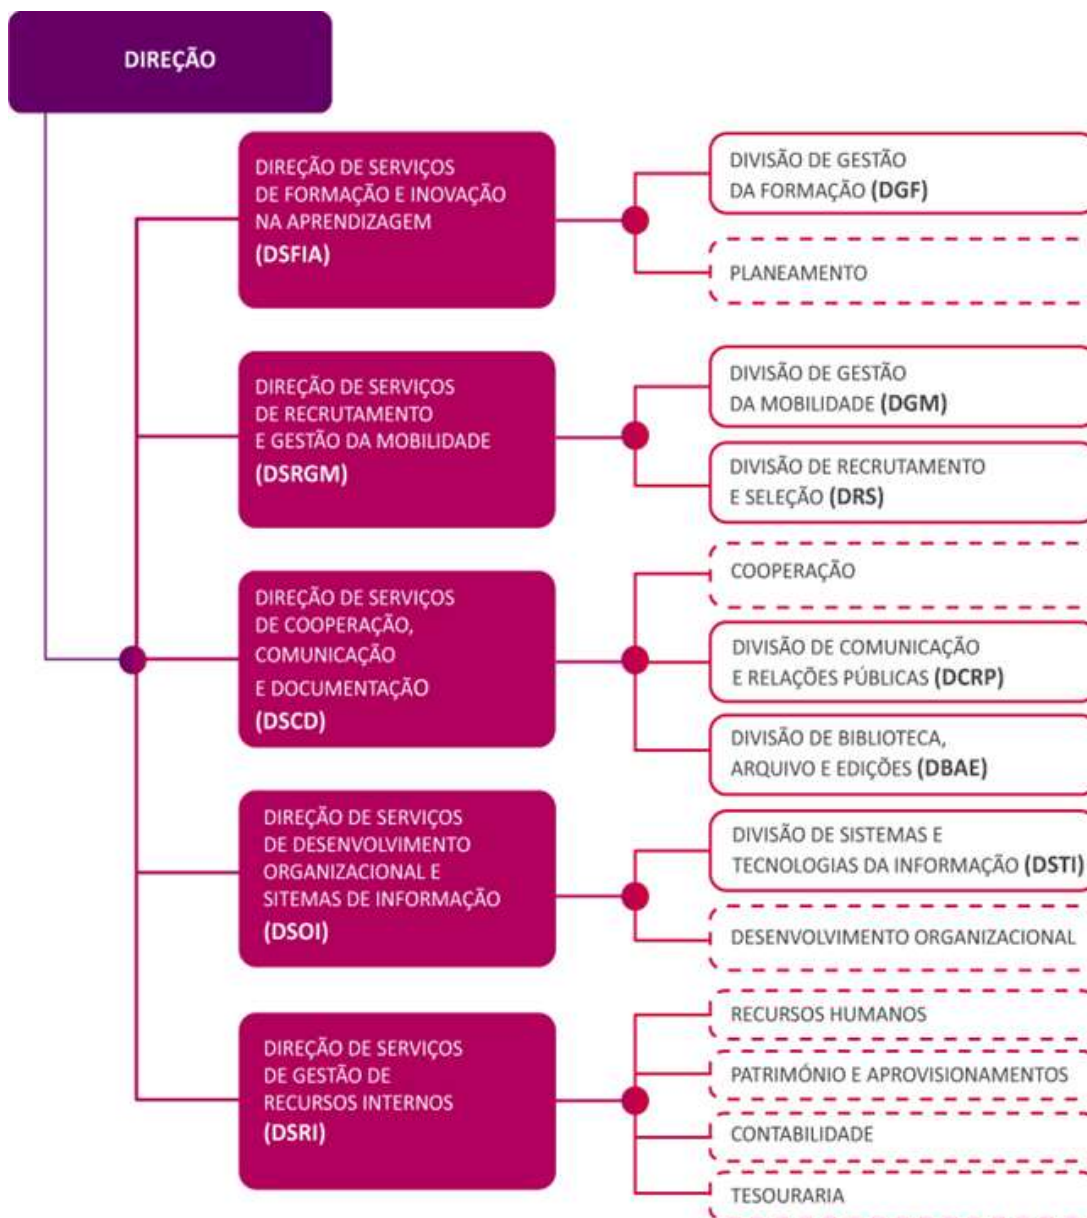 DIREÇÃO
DIREÇÃO DE SERVIÇOS
DE FORMAÇÃO E INOVAÇÃO
NA APRENDIZAGEM
(DSFIA)
DIVISÃO DE GESTÃO
DA FORMAÇÃO (DGF)
PLANEAMENTO
DIREÇÃO DE SERVIÇOS
DE RECRUTAMENTO
E GESTÃO DA MOBILIDADE
(DSRGM)
DIVISÃO DE GESTÃO
DA MOBILIDADE (DGM)
DIVISÃO DE RECRUTAMENTO
E SELEÇÃO (DRS)
DIREÇÃO DE SERVIÇOS
DE COOPERAÇÃO,
COMUNICAÇÃO
E DOCUMENTAÇÃO
(DSCD)
COOPERAÇÃO
DIVISÃO DE COMUNICAÇÃO
E RELAÇÕES PÚBLICAS (DCRP)
DIVISÃO DE BIBLIOTECA,
ARQUIVO E EDIÇÕES (DBAE)
DIREÇÃO DE SERVIÇOS
DE DESENVOLVIMENTO
ORGANIZACIONAL E
SITEMAS DE INFORMAÇÃO
(DSOI)
DIVISÃO DE SISTEMAS E
TECNOLOGIAS DA INFORMAÇÃO (DSTI)
DESENVOLVIMENTO ORGANIZACIONAL
DIREÇÃO DE SERVIÇOS
DE GESTÃO DE
RECURSOS INTERNOS
(DSRI)
RECURSOS HUMANOS
PATRIMÓNIO E APROVISIONAMENTOS
CONTABILIDADE
TESOURARIA